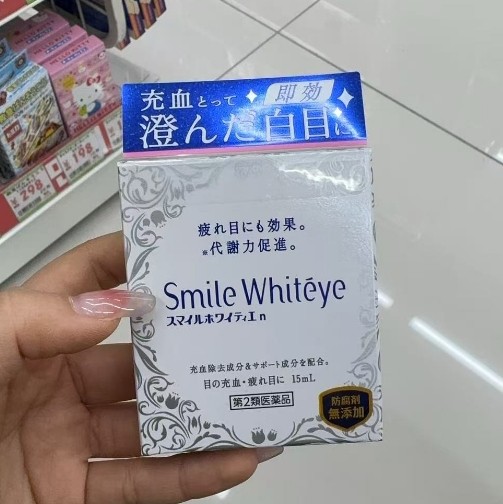 充血とって 即効
澄んだ白目に
疲れ目にも効果。
※代謝力促進。
Smile Whitéye
スマイルホワイティエn
充血除去成分&サポート成分を配合。
目の充血・疲れ目に 15mL
第2類医薬品
防腐剤
無添加
298
198